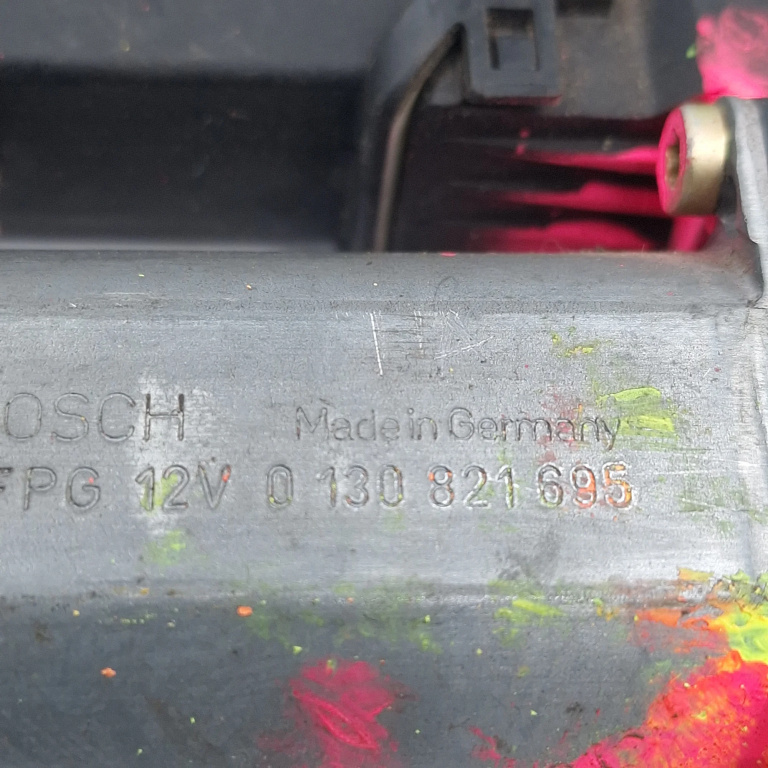 OSCH Made in Germany
FPG 12V 0 130 821 695